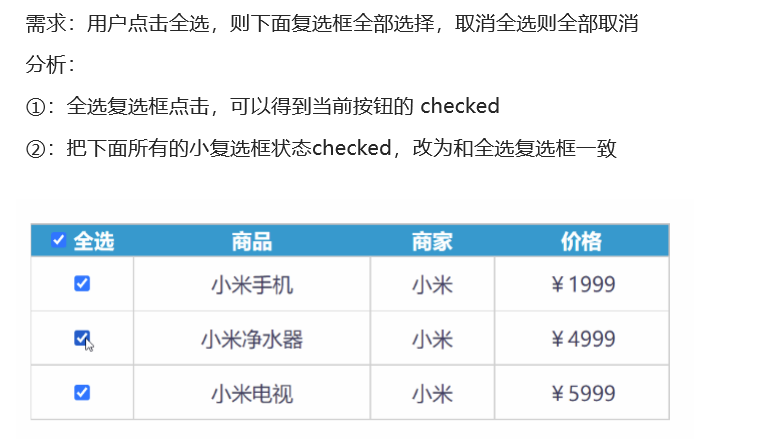 需求：用户点击全选，则下面复选框全部选择，取消全选则全部取消
分析：
①：全选复选框点击，可以得到当前按钮的 checked
②：把下面所有的小复选框状态checked，改为和全选复选框一致
全选 商品 商家 价格
小米手机 小米 ￥1999
小米净水器 小米 ￥4999
小米电视 小米 ￥5999